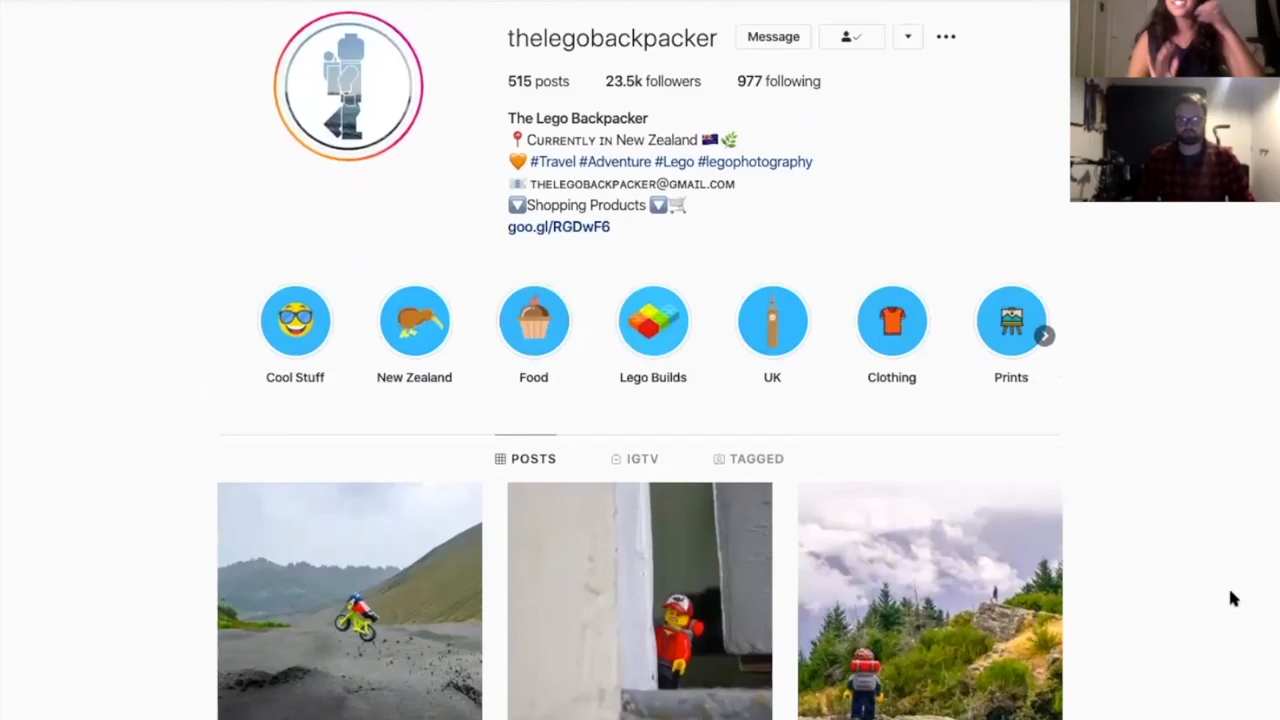 thelegobackpacker Message
515 posts 23.5k followers 977 following
The Lego Backpacker
📍 Currently in New Zealand 🇳🇿🌿
🧡 #Travel #Adventure #Lego #legophotography
📧 THELEGOBACKPACKER@GMAIL.COM
🔽Shopping Products 🔽🛒
goo.gl/RGDwF6
Cool Stuff New Zealand Food Lego Builds UK Clothing Prints
POSTS IGTV TAGGED